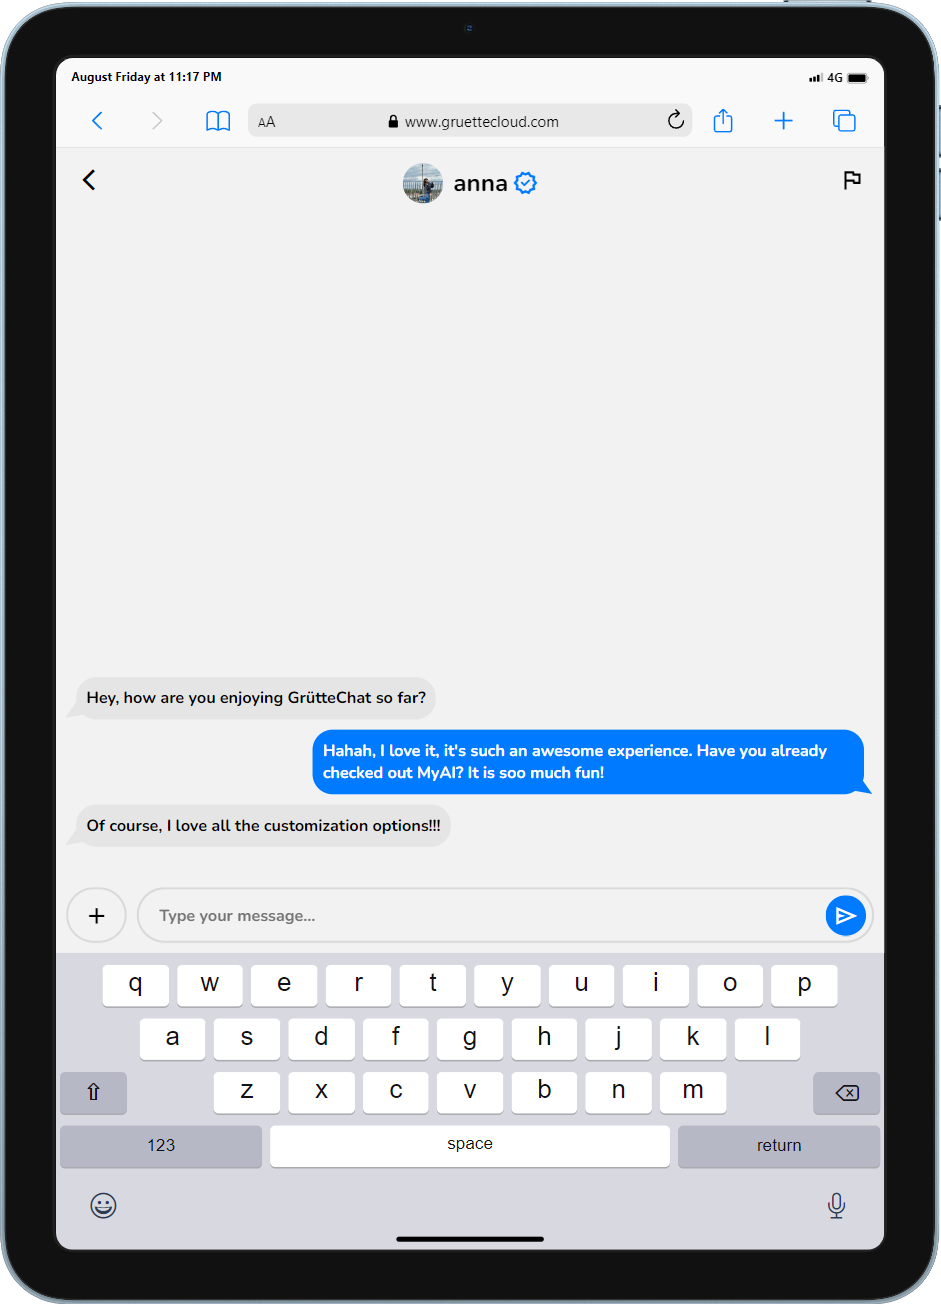 August Friday at 11:17 PM
4G
AA
www.gruettecloud.com
anna
Hey, how are you enjoying GrütteChat so far?
Hahah, I love it, it's such an awesome experience. Have you already
checked out MyAI? It is soo much fun!
Of course, I love all the customization options!!!
Type your message...
q w e r t y u i o p
a s d f g h j k l
z x c v b n m
123 space return